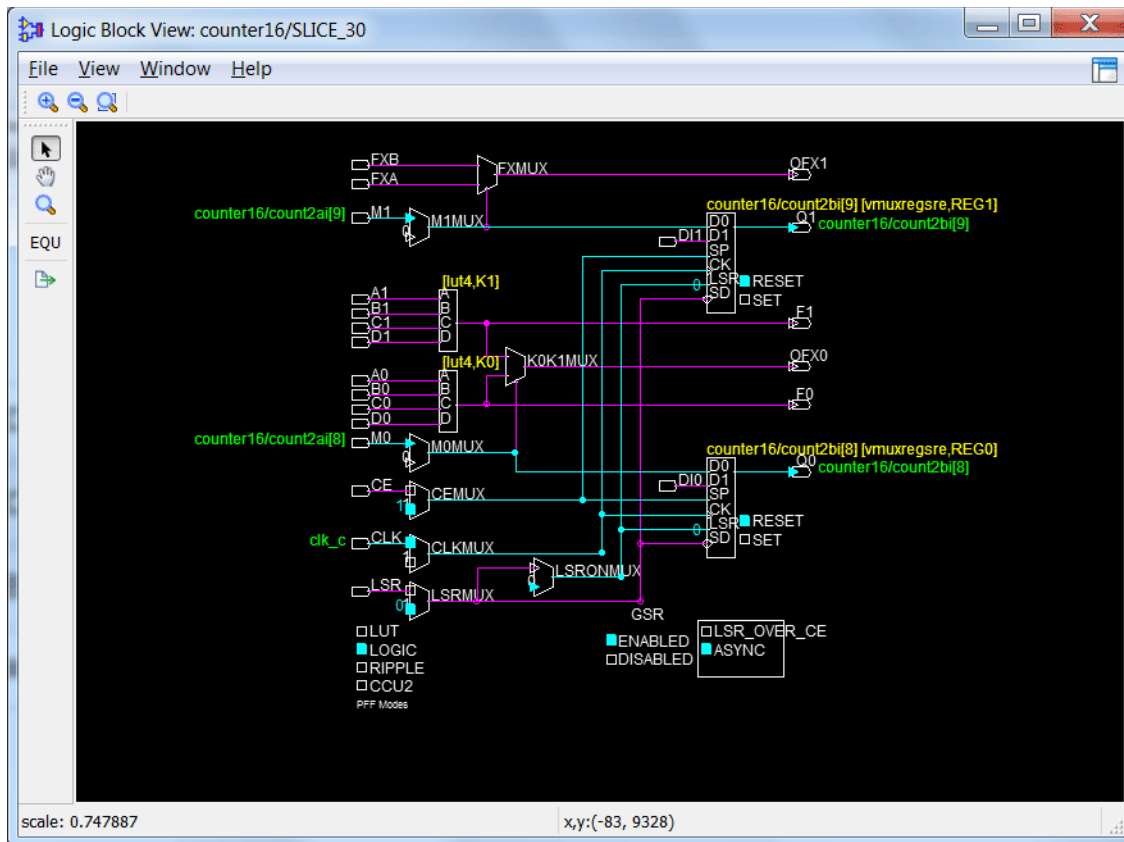 Logic Block View: counter16/SLICE_30
File View Window Help
EQU
FXB
FXA
FXMUX
OFX1
counter16/count2ai[9]
M1
0
M1MUX
counter16/count2bi[9] [vmuxregsre,REG1]
Q1
counter16/count2bi[9]
DI1
D0
D1
SP
CK
LSR
SD
0
RESET
SET
[lut4,K1]
A1
B1
C1
D1
A
B
C
D
F1
K0K1MUX
OFX0
[lut4,K0]
A0
B0
C0
D0
A
B
C
D
F0
counter16/count2ai[8]
M0
0
M0MUX
counter16/count2bi[8] [vmuxregsre,REG0]
Q0
counter16/count2bi[8]
DI0
D0
D1
SP
CK
LSR
SD
0
RESET
SET
CE
1
CEMUX
clk_c
CLK
1
CLKMUX
LSRONMUX
0
LSR
0
LSRMUX
GSR
ENABLED
DISABLED
LSR_OVER_CE
ASYNC
LUT
LOGIC
RIPPLE
CCU2
PFF Modes
scale: 0.747887
x,y:(-83, 9328)